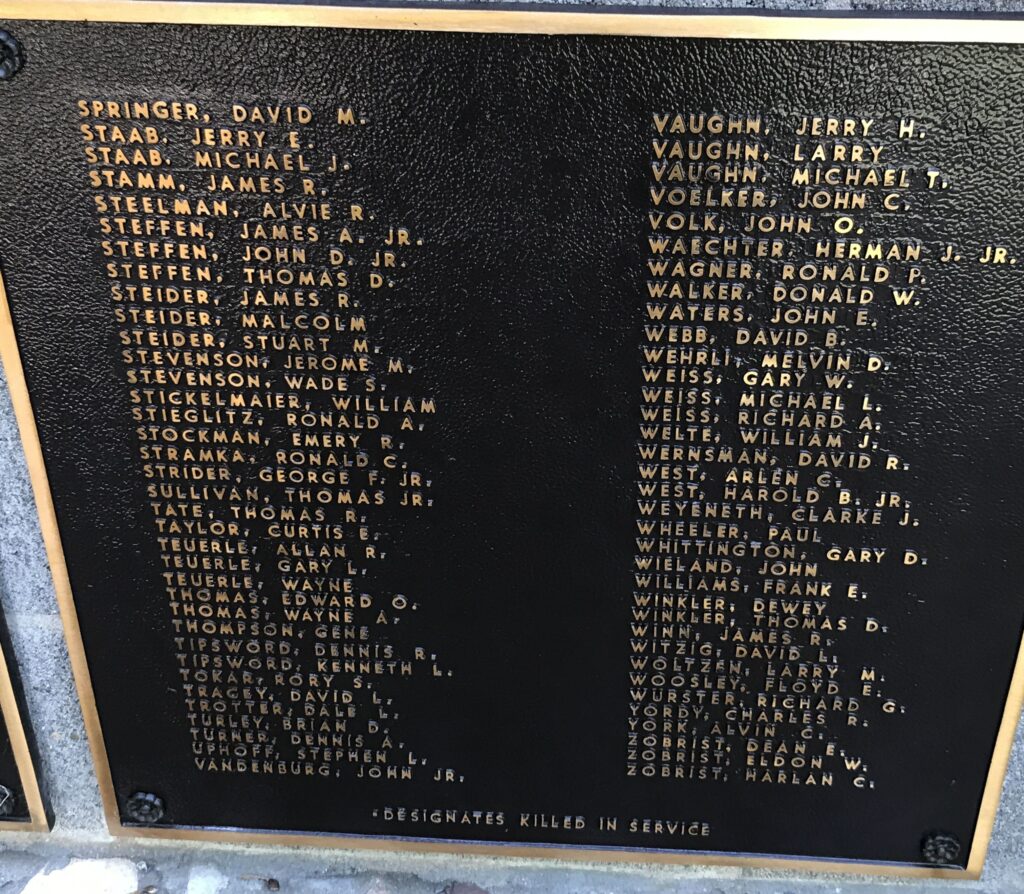 SPRINGER, DAVID M.
STAAB, JERRY E.
STAAB, MICHAEL J.
STAMM, JAMES R.
STEELMAN, ALVIE R.
STEFFEN, JAMES A. JR.
STEFFEN, JOHN D. JR.
STEFFEN, THOMAS D.
STEIDER, JAMES R.
STEIDER, MALCOLM
STEIDER, STUART M.
STEVENSON, JEROME M.
STEVENSON, WADE S.
STICKELMAIER, WILLIAM
STIEGLITZ, RONALD A.
STOCKMAN, EMERY R.
STRAMKA, RONALD C.
STRIDER, GEORGE F. JR.
SULLIVAN, THOMAS JR.
TATE, THOMAS R.
TAYLOR, CURTIS E.
TEUERLE, ALLAN R.
TEUERLE, GARY L.
TEUERLE, WAYNE
THOMAS, EDWARD O.
THOMAS, WAYNE A.
THOMPSON, GENE
TIPSWORD, DENNIS R.
TIPSWORD, KENNETH L.
TOKAR, RORY S.
TRACEY, DAVID L.
TROTTER, DALE L.
TURLEY, BRIAN D.
TURNER, DENNIS A.
UPHOFF, STEPHEN L.
VANDENBURG, JOHN JR.
VAUGHN, JERRY H.
VAUGHN, LARRY
VAUGHN, MICHAEL T.
VOELKER, JOHN C.
VOLK, JOHN O.
WAECHTER, HERMAN J. JR.
WAGNER, RONALD P.
WALKER, DONALD W.
WATERS, JOHN E.
WEBB, DAVID B.
WEHRLI, MELVIN D.
WEISS, GARY W.
WEISS, MICHAEL L.
WEISS, RICHARD A.
WELTE, WILLIAM J.
WERNSMAN, DAVID R.
WEST, ARLEN C.
WEST, HAROLD B. JR.
WEYENETH, CLARKE J.
WHEELER, PAUL
WHITTINGTON, GARY D.
WIELAND, JOHN
WILLIAMS, FRANK E.
WINKLER, DEWEY
WINKLER, THOMAS D.
WINN, JAMES R.
WITZIG, DAVID L.
WOLTZEN, LARRY M.
WOOSLEY, FLOYD E.
WURSTER, RICHARD G.
YORDY, CHARLES R.
YORK, ALVIN C.
ZOBRIST, DEAN E.
ZOBRIST, ELDON W.
ZOBRIST, HARLAN C.
*DESIGNATES KILLED IN SERVICE